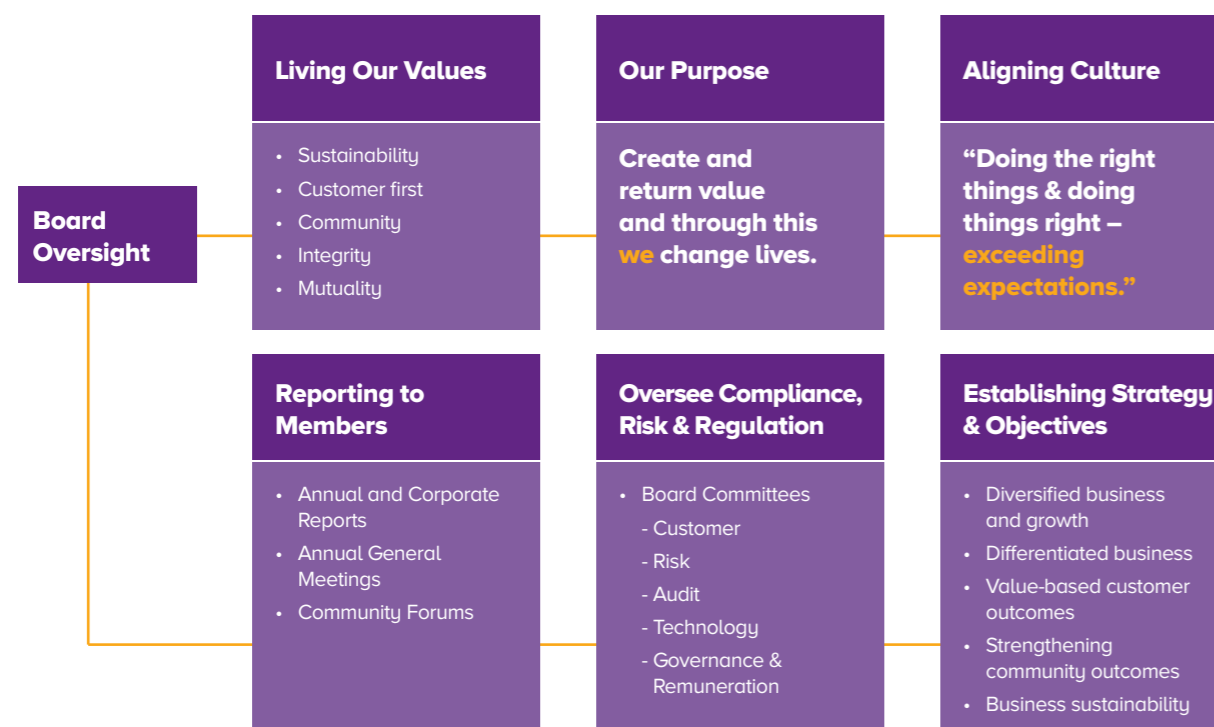 Board
Oversight
Living Our Values
• Sustainability
• Customer first
• Community
• Integrity
• Mutuality
Our Purpose
Create and
return value
and through this
we change lives.
Aligning Culture
“Doing the right
things & doing
things right –
exceeding
expectations.”
Reporting to
Members
• Annual and Corporate
Reports
• Annual General
Meetings
• Community Forums
Oversee Compliance,
Risk & Regulation
• Board Committees
- Customer
- Risk
- Audit
- Technology
- Governance &
Remuneration
Establishing Strategy
& Objectives
• Diversified business
and growth
• Differentiated business
• Value-based customer
outcomes
• Strengthening
community outcomes
• Business sustainability